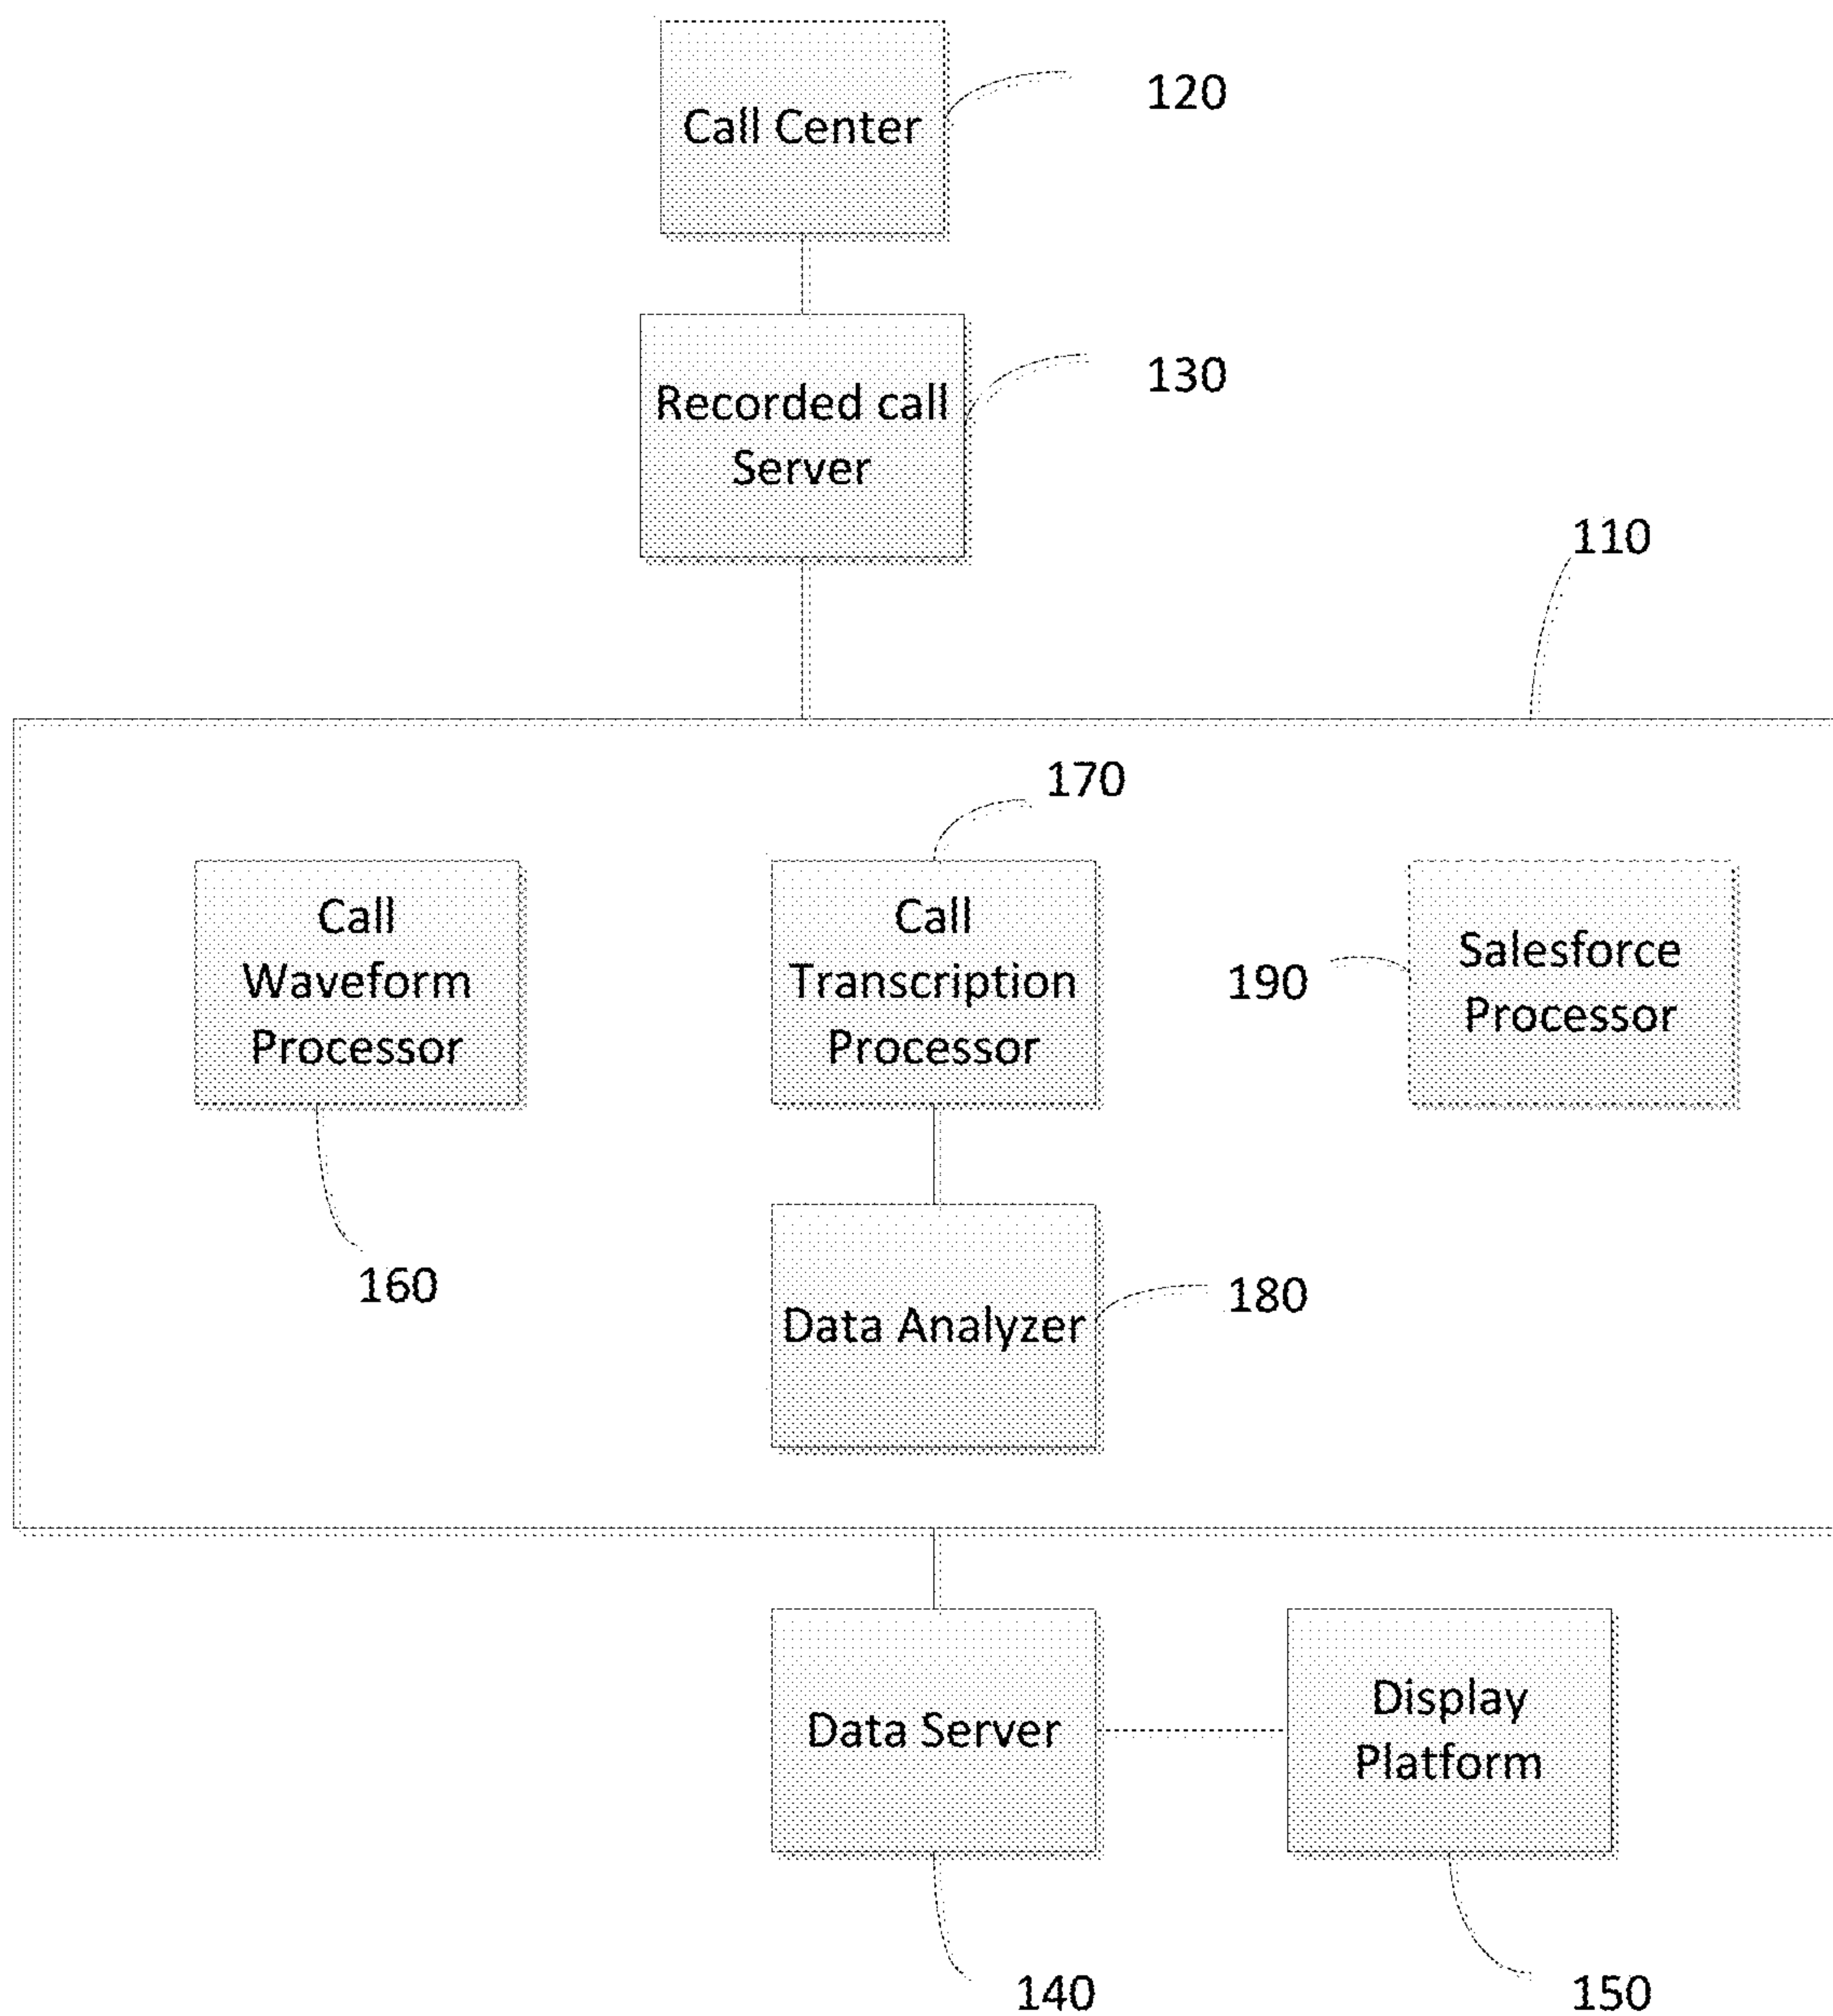 120
Call Center
130
Recorded call
Server
110
170
Call
Waveform
Processor
Call
Transcription
Processor
190
Salesforce
Processor
160
180
Data Analyzer
Data Server
Display
Platform
140
150